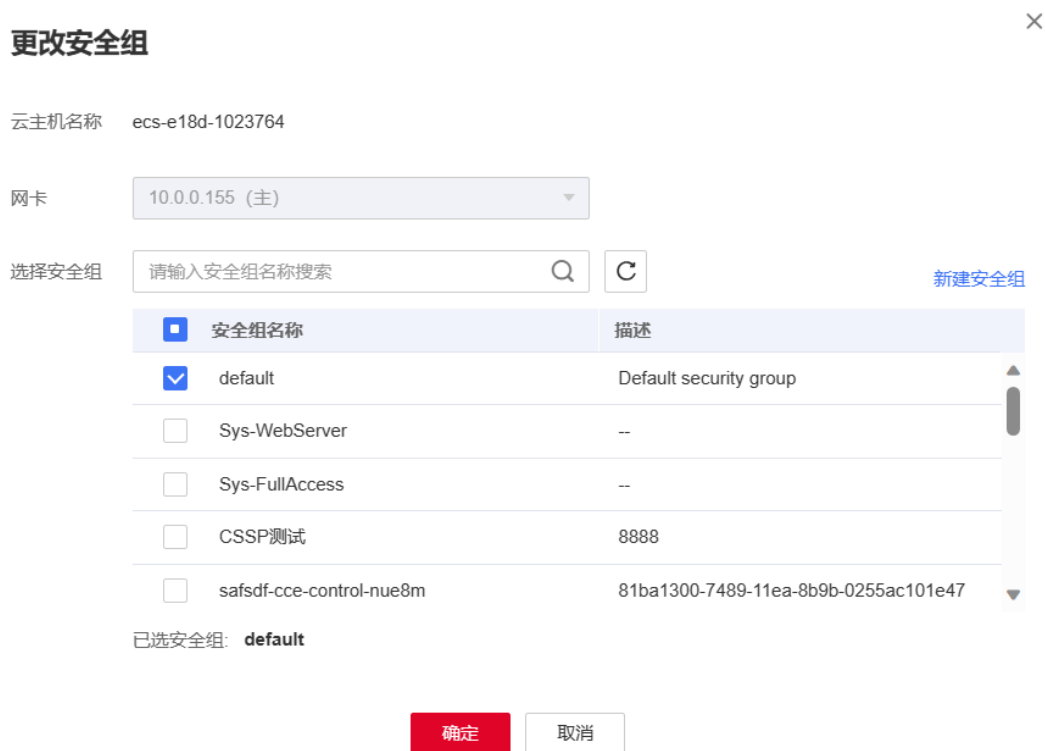 更改安全组
云主机名称 ecs-e18d-1023764
网卡 10.0.0.155 (主)
选择安全组 请输入安全组名称搜索
新建安全组
安全组名称 描述
default Default security group
Sys-WebServer --
Sys-FullAccess --
CSSP测试 8888
safsdf-cce-control-nue8m 81ba1300-7489-11ea-8b9b-0255ac101e47
已选安全组: default
确定 取消